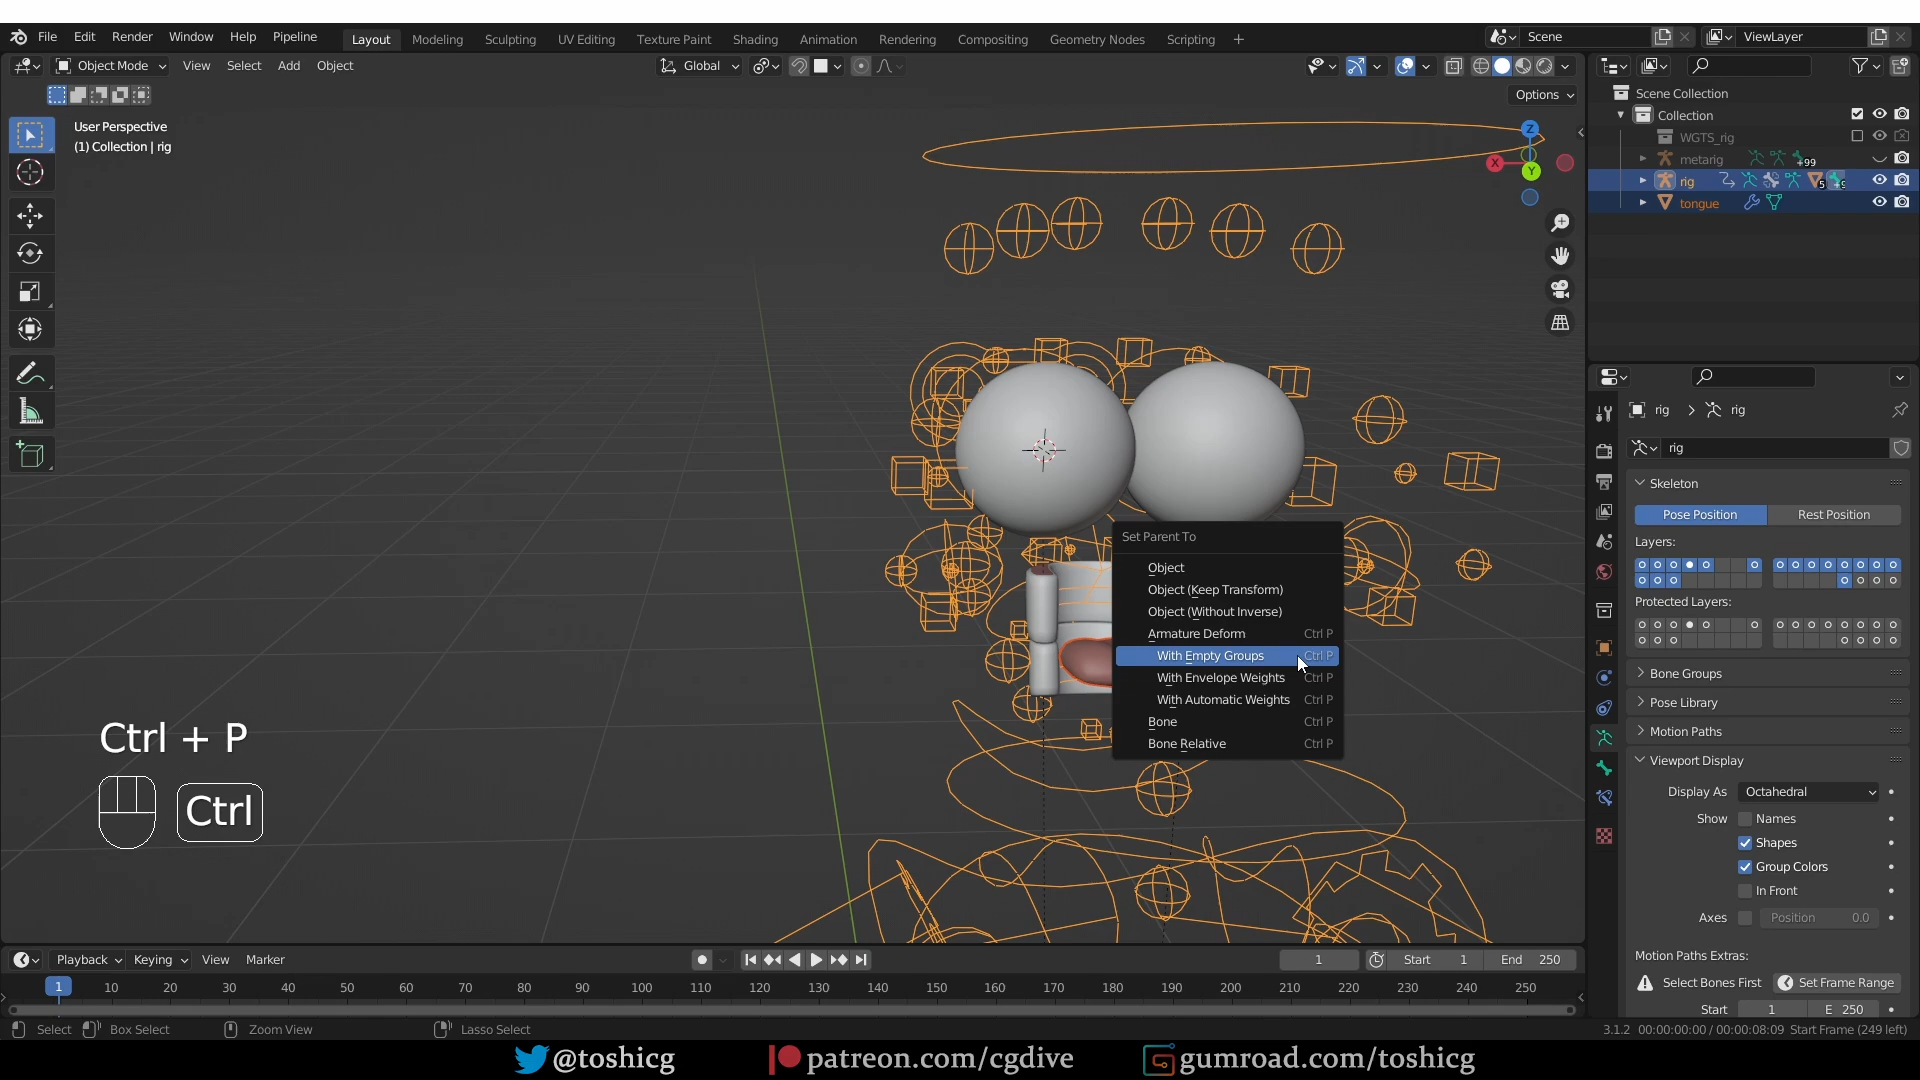 File Edit Render Window Help Pipeline Layout Modeling Sculpting UV Editing Texture Paint Shading Animation Rendering Compositing Geometry Nodes Scripting + Scene ViewLayer
Object Mode View Select Add Object Global
Options
User Perspective
(1) Collection | rig
Z
X
Y
Scene Collection
Collection
WGTS_rig
metarig +99
rig 5
tongue
rig > rig
rig
Skeleton
Pose Position Rest Position
Layers:
Protected Layers:
Bone Groups
Pose Library
Motion Paths
Viewport Display
Display As Octahedral
Show Names
Shapes
Group Colors
In Front
Axes Position 0.0
Motion Paths Extras:
Select Bones First Set Frame Range
Start 1 E 250
Set Parent To
Object
Object (Keep Transform)
Object (Without Inverse)
Armature Deform Ctrl P
With Empty Groups Ctrl P
With Envelope Weights Ctrl P
With Automatic Weights Ctrl P
Bone Ctrl P
Bone Relative Ctrl P
Ctrl + P
Ctrl
Playback Keying View Marker 1 Start 1 End 250
1 10 20 30 40 50 60 70 80 90 100 110 120 130 140 150 160 170 180 190 200 210 220 230 240 250
Select Box Select Zoom View Lasso Select 3.1.2 00:00:00:00 / 00:00:08:09 Start Frame (249 left)
@toshicg patreon.com/cgdive gumroad.com/toshicg